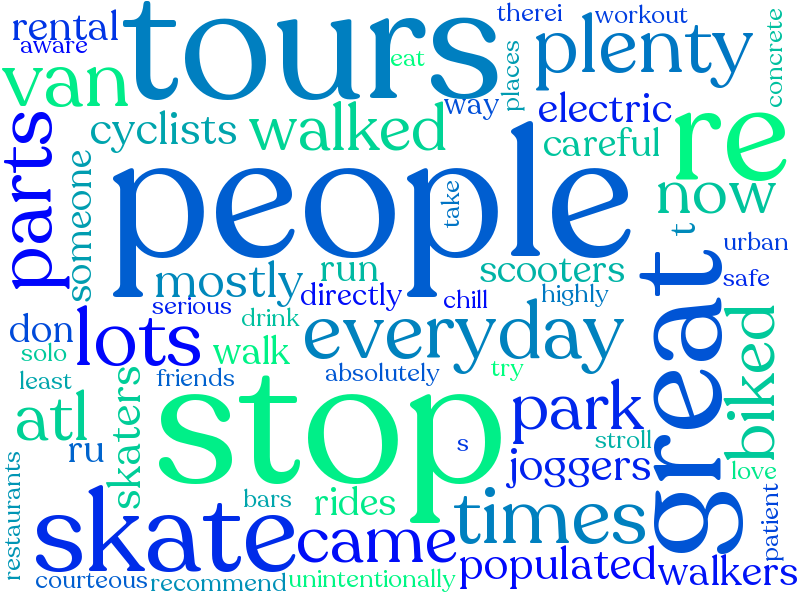 rental
tours
therei
workout
plenty
aware
eat
van
way
places
electric
concrete
re
cyclists
walked
careful
parts
someone
people
take
now
t
urban
safe
mostly
run
scooters
serious
directly
chill
highly
great
don
lots
drink
everyday
biked
solo
walk
least
friends
absolutely
try
atl
ru
skaters
stop
park
s
stroll
joggers
love
restaurants
bars
rides
times
patient
skate
came
populated
walkers
courteous
recommend
unintentionally